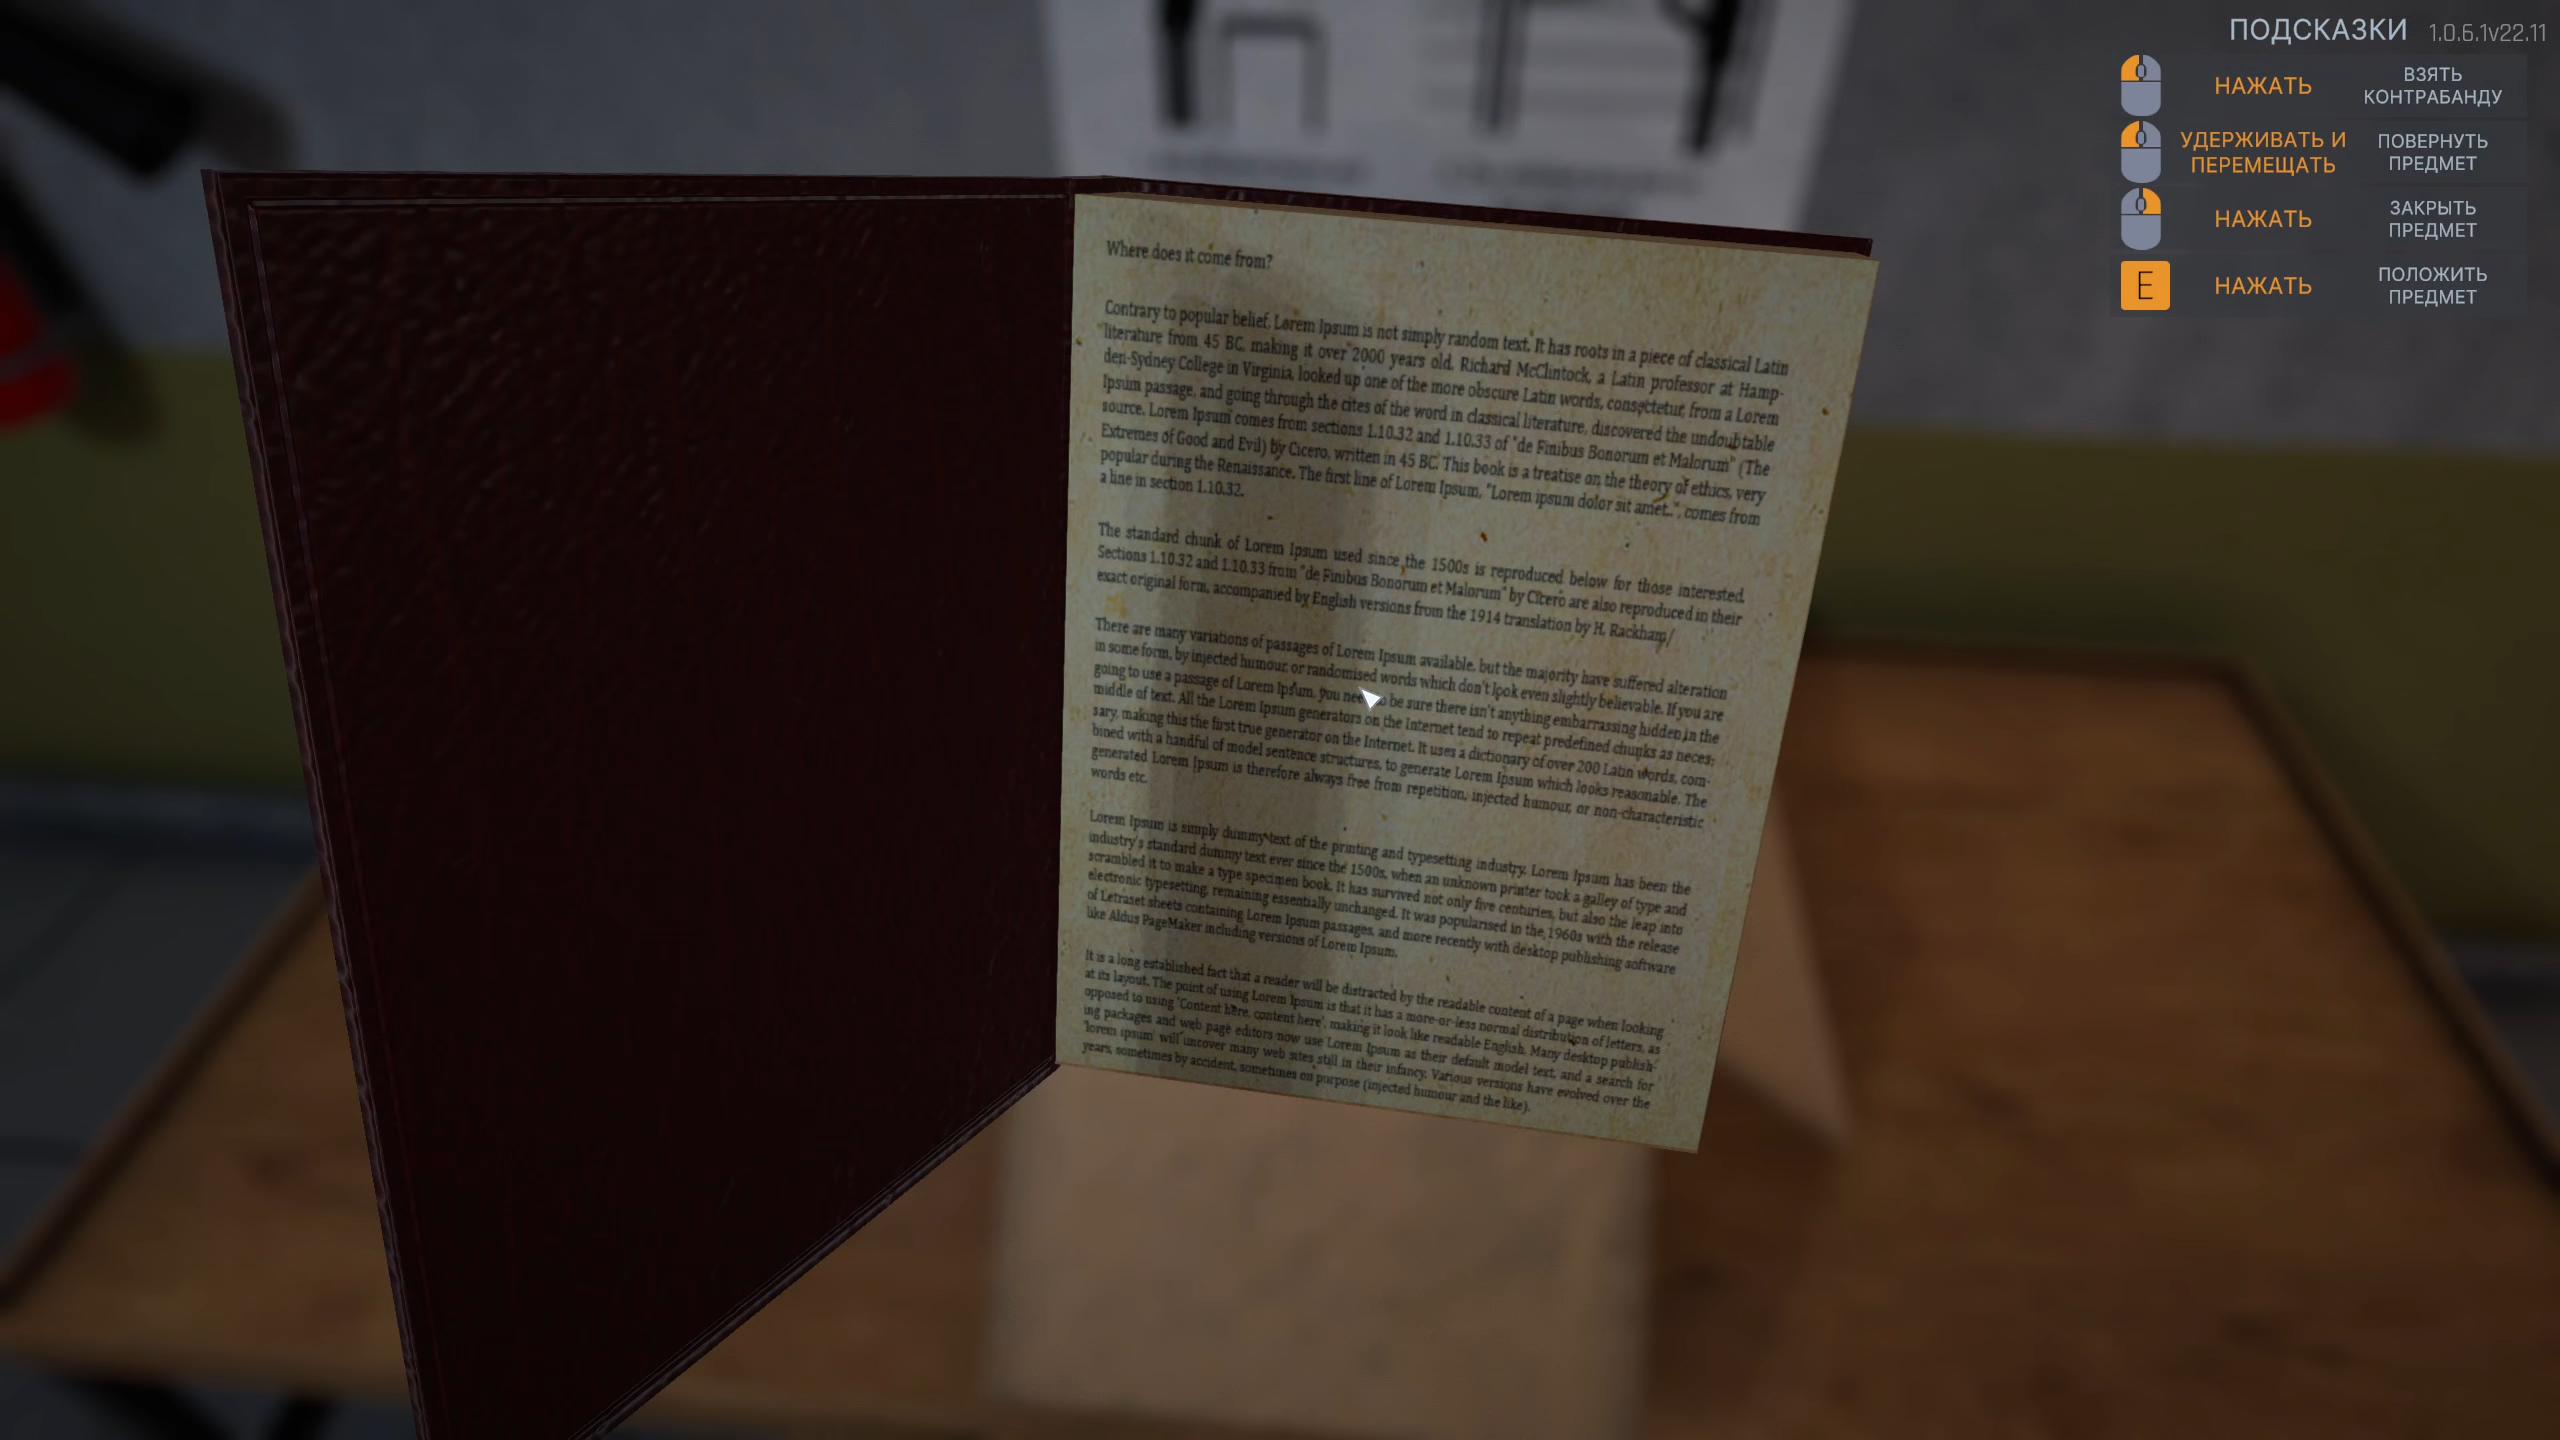 ПОДСКАЗКИ 1.0.6.1v22.11
НАЖАТЬ
ВЗЯТЬ
КОНТРАБАНДУ
УДЕРЖИВАТЬ И
ПЕРЕМЕЩАТЬ
ПОВЕРНУТЬ
ПРЕДМЕТ
НАЖАТЬ
ЗАКРЫТЬ
ПРЕДМЕТ
E
НАЖАТЬ
ПОЛОЖИТЬ
ПРЕДМЕТ
Where does it come from?
Contrary to popular belief, Lorem Ipsum is not simply random text. It has roots in a piece of classical Latin
literature from 45 BC, making it over 2000 years old. Richard McClintock, a Latin professor at Hamp-
den-Sydney College in Virginia, looked up one of the more obscure Latin words, consectetur, from a Lorem
Ipsum passage, and going through the cites of the word in classical literature, discovered the undoubtable
source. Lorem Ipsum comes from sections 1.10.32 and 1.10.33 of "de Finibus Bonorum et Malorum" (The
Extremes of Good and Evil) by Cicero, written in 45 BC. This book is a treatise on the theory of ethics, very
popular during the Renaissance. The first line of Lorem Ipsum, "Lorem ipsum dolor sit amet..", comes from
a line in section 1.10.32.
The standard chunk of Lorem Ipsum used since the 1500s is reproduced below for those interested.
Sections 1.10.32 and 1.10.33 from "de Finibus Bonorum et Malorum" by Cicero are also reproduced in their
exact original form, accompanied by English versions from the 1914 translation by H. Rackham/
There are many variations of passages of Lorem Ipsum available, but the majority have suffered alteration
in some form, by injected humour, or randomised words which don't look even slightly believable. If you are
going to use a passage of Lorem Ipsum, you be sure there isn't anything embarrassing hidden in the
middle of text. All the Lorem Ipsum generators on the Internet tend to repeat predefined chunks as neces-
sary, making this the first true generator on the Internet. It uses a dictionary of over 200 Latin words, com-
bined with a handful of model sentence structures, to generate Lorem Ipsum which looks reasonable. The
generated Lorem Ipsum is therefore always free from repetition, injected humour, or non-characteristic
words etc.
Lorem Ipsum is simply dummy text of the printing and typesetting industry. Lorem Ipsum has been the
industry's standard dummy text ever since the 1500s, when an unknown printer took a galley of type and
scrambled it to make a type specimen book. It has survived not only five centuries, but also the leap into
electronic typesetting, remaining essentially unchanged. It was popularised in the 1960s with the release
of Letraset sheets containing Lorem Ipsum passages, and more recently with desktop publishing software
like Aldus PageMaker including versions of Lorem Ipsum.
It is a long established fact that a reader will be distracted by the readable content of a page when looking
at its layout. The point of using Lorem Ipsum is that it has a more-or-less normal distribution of letters, as
opposed to using 'Content here, content here', making it look like readable English. Many desktop publish-
ing packages and web page editors now use Lorem Ipsum as their default model text, and a search for
'lorem ipsum' will uncover many web sites still in their infancy. Various versions have evolved over the
years, sometimes by accident, sometimes on purpose (injected humour and the like).